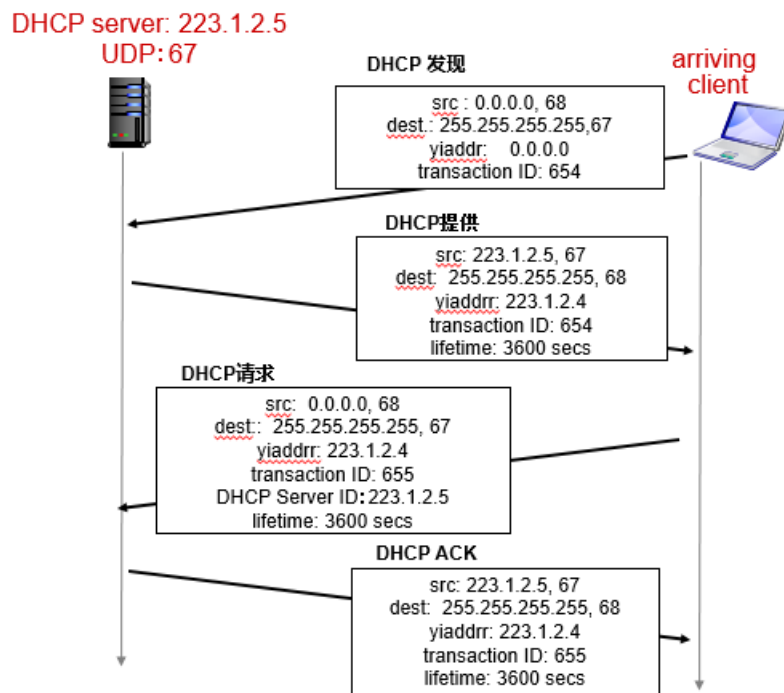 DHCP server: 223.1.2.5
UDP：67
arriving
client
DHCP 发现
src : 0.0.0.0, 68
dest.: 255.255.255.255,67
yiaddr: 0.0.0.0
transaction ID: 654
DHCP提供
src: 223.1.2.5, 67
dest: 255.255.255.255, 68
yiaddrr: 223.1.2.4
transaction ID: 654
lifetime: 3600 secs
DHCP请求
src: 0.0.0.0, 68
dest:: 255.255.255.255, 67
yiaddrr: 223.1.2.4
transaction ID: 655
DHCP Server ID：223.1.2.5
lifetime: 3600 secs
DHCP ACK
src: 223.1.2.5, 67
dest: 255.255.255.255, 68
yiaddrr: 223.1.2.4
transaction ID: 655
lifetime: 3600 secs